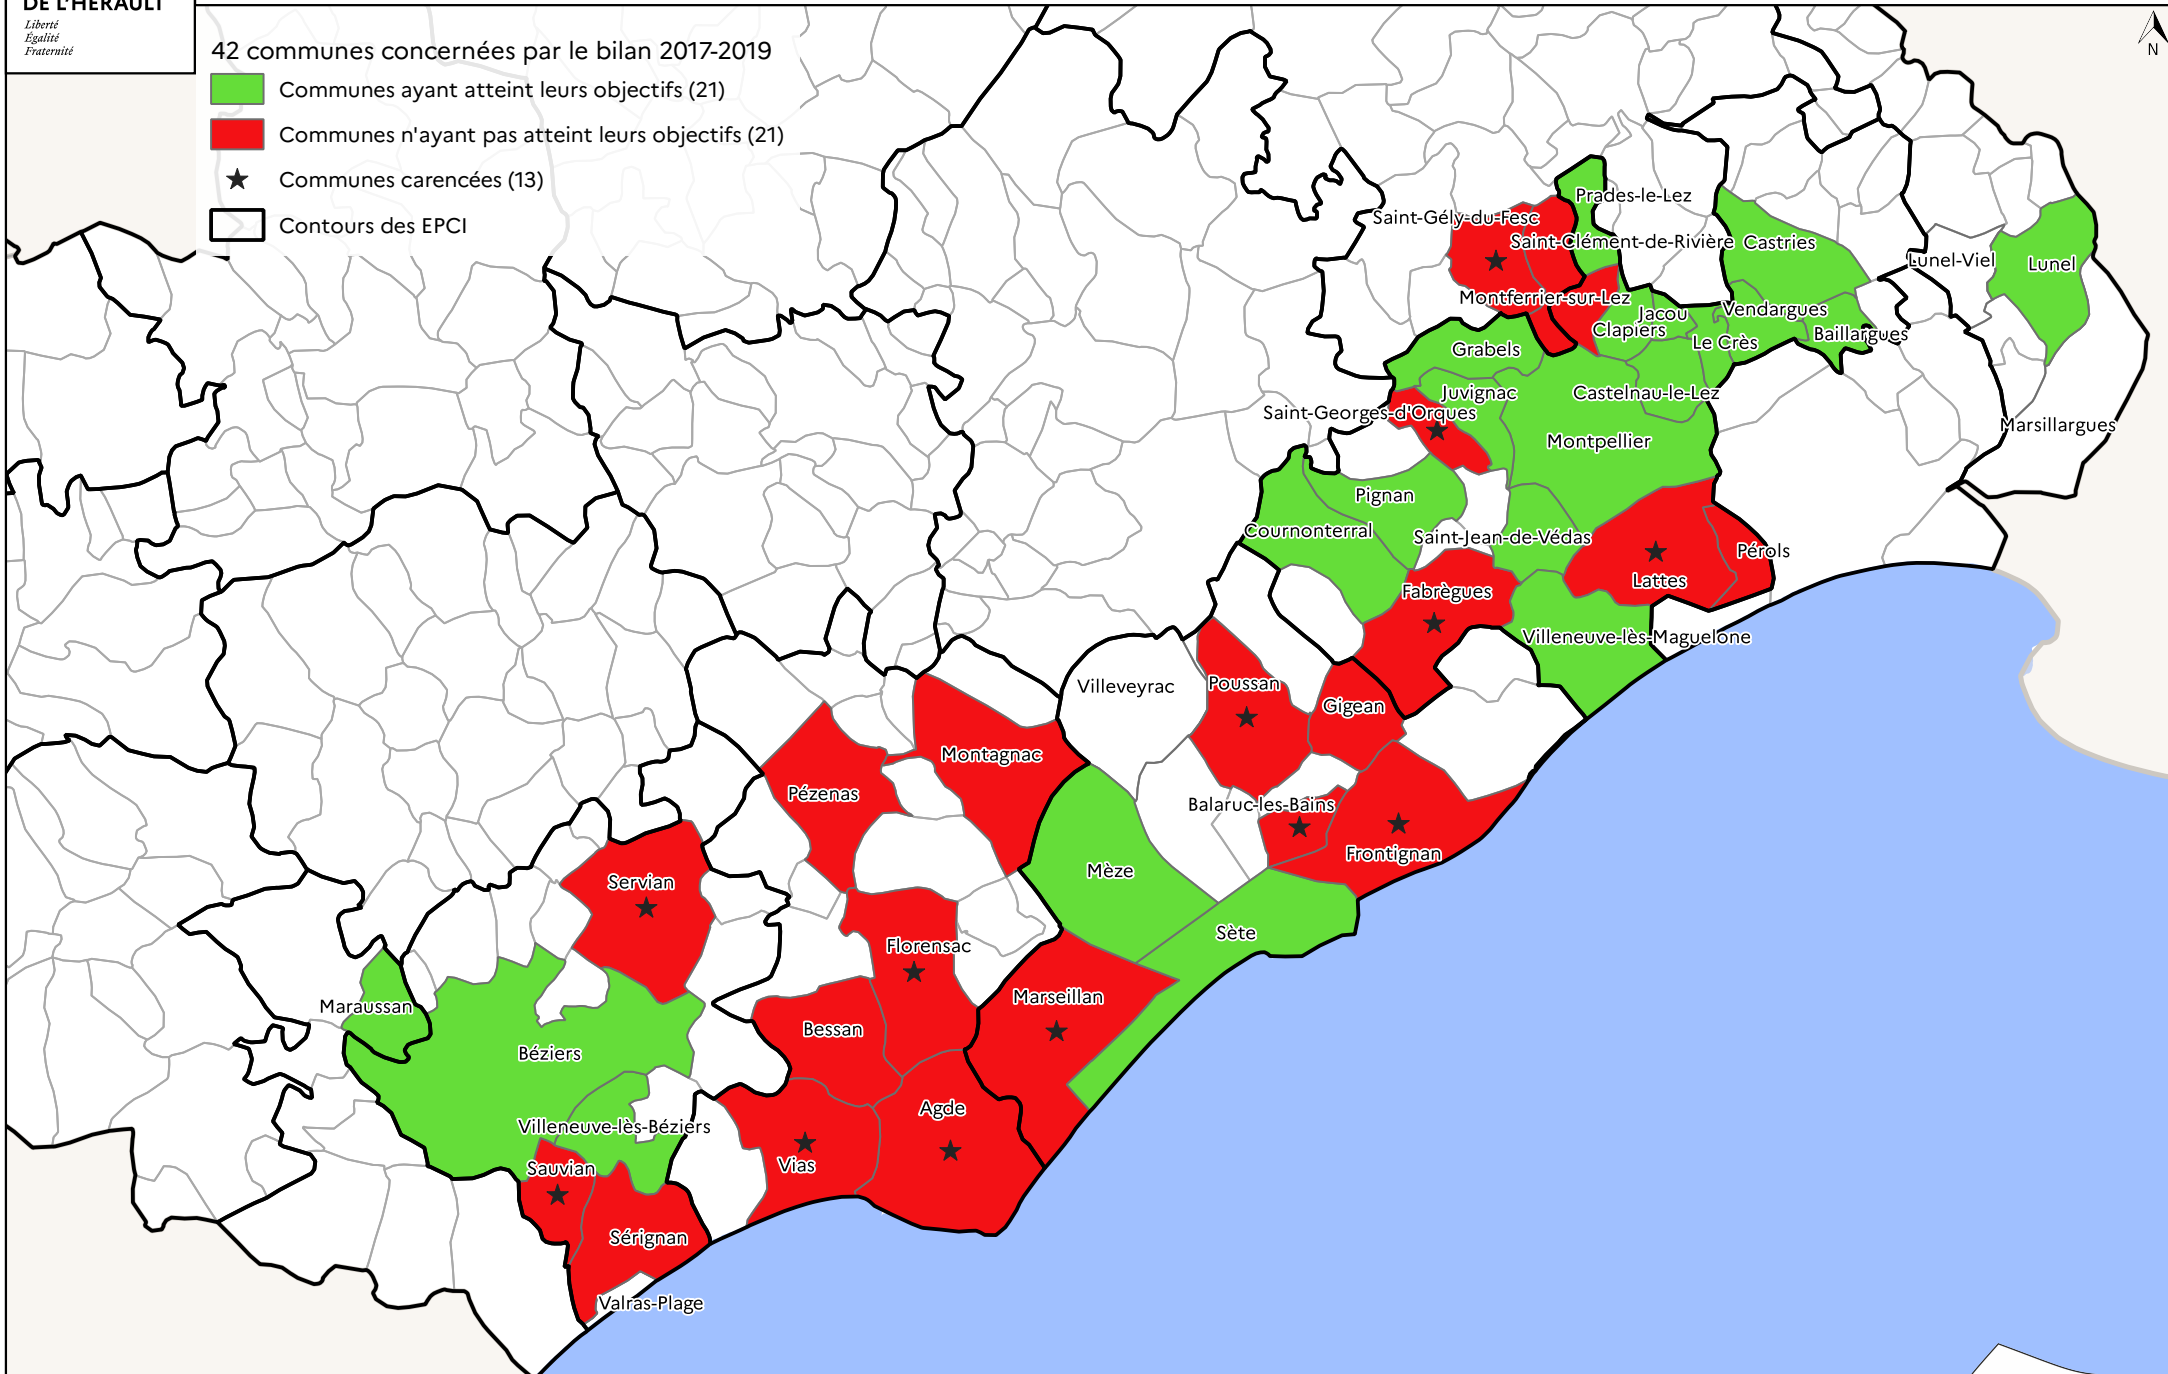 DE L'HÉRAULT
Liberté
Égalité
Fraternité
42 communes concernées par le bilan 2017-2019
Communes ayant atteint leurs objectifs (21)
Communes n'ayant pas atteint leurs objectifs (21)
Communes carencées (13)
Contours des EPCI
N
Prades-le-Lez
Saint-Gély-du-Fesc
Saint-Clément-de-Rivière
Castries
Lunel-Viel
Lunel
Montferrier-sur-Lez
Jacou
Vendargues
Clapiers
Baillargues
Le Crès
Grabels
Juvignac
Castelnau-le-Lez
Saint-Georges-d'Orques
Marsillargues
Montpellier
Pignan
Cournonterral
Saint-Jean-de-Védas
Pérols
Lattes
Fabrègues
Villeneuve-lès-Maguelone
Villeveyrac
Poussan
Gigean
Montagnac
Pézenas
Balaruc-les-Bains
Frontignan
Mèze
Servian
Sète
Florensac
Marseillan
Maraussan
Bessan
Béziers
Agde
Villeneuve-lès-Béziers
Vias
Sauvian
Sérignan
Valras-Plage